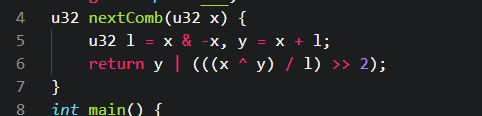 4 u32 nextComb(u32 x) {
5 u32 l = x & -x, y = x + l;
6 return y | (((x ^ y) / l) >> 2);
7 }
8 int main() {